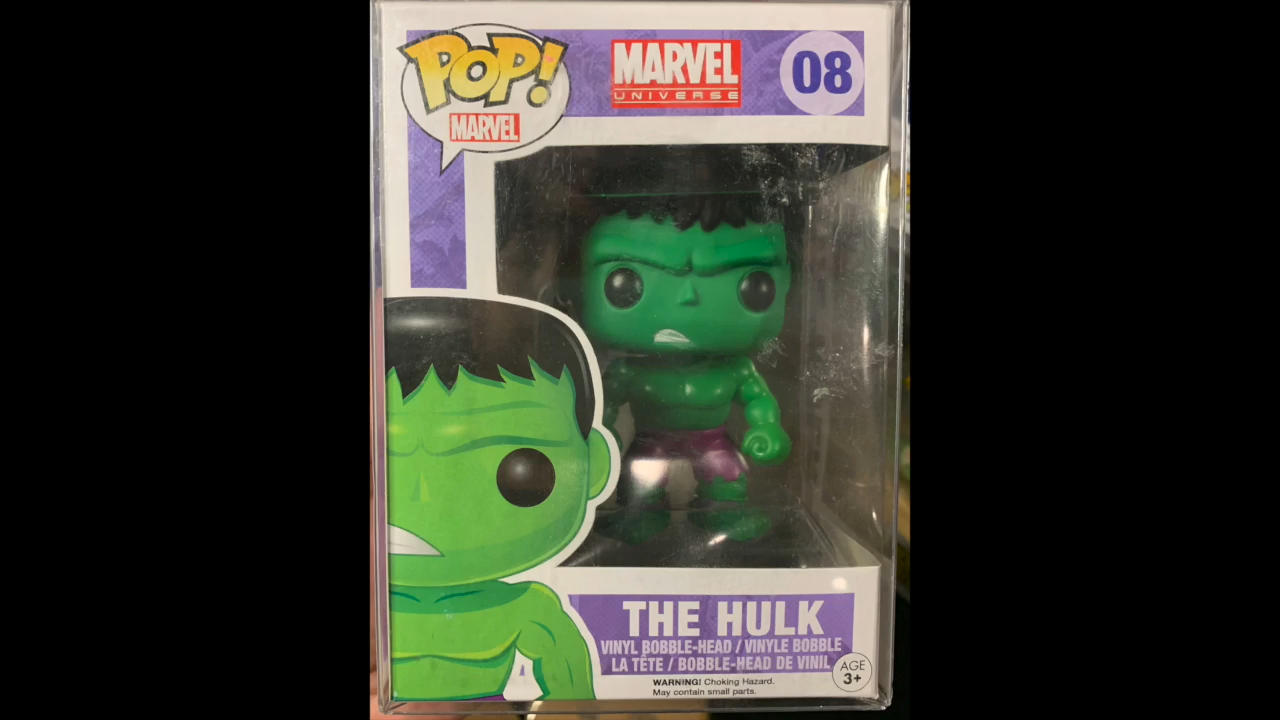 POP!
MARVEL
MARVEL
UNIVERSE
08
THE HULK
VINYL BOBBLE-HEAD / VINYLE BOBBLE
LA TÊTE / BOBBLE-HEAD DE VINIL
AGE
3+
WARNING! Choking Hazard.
May contain small parts.